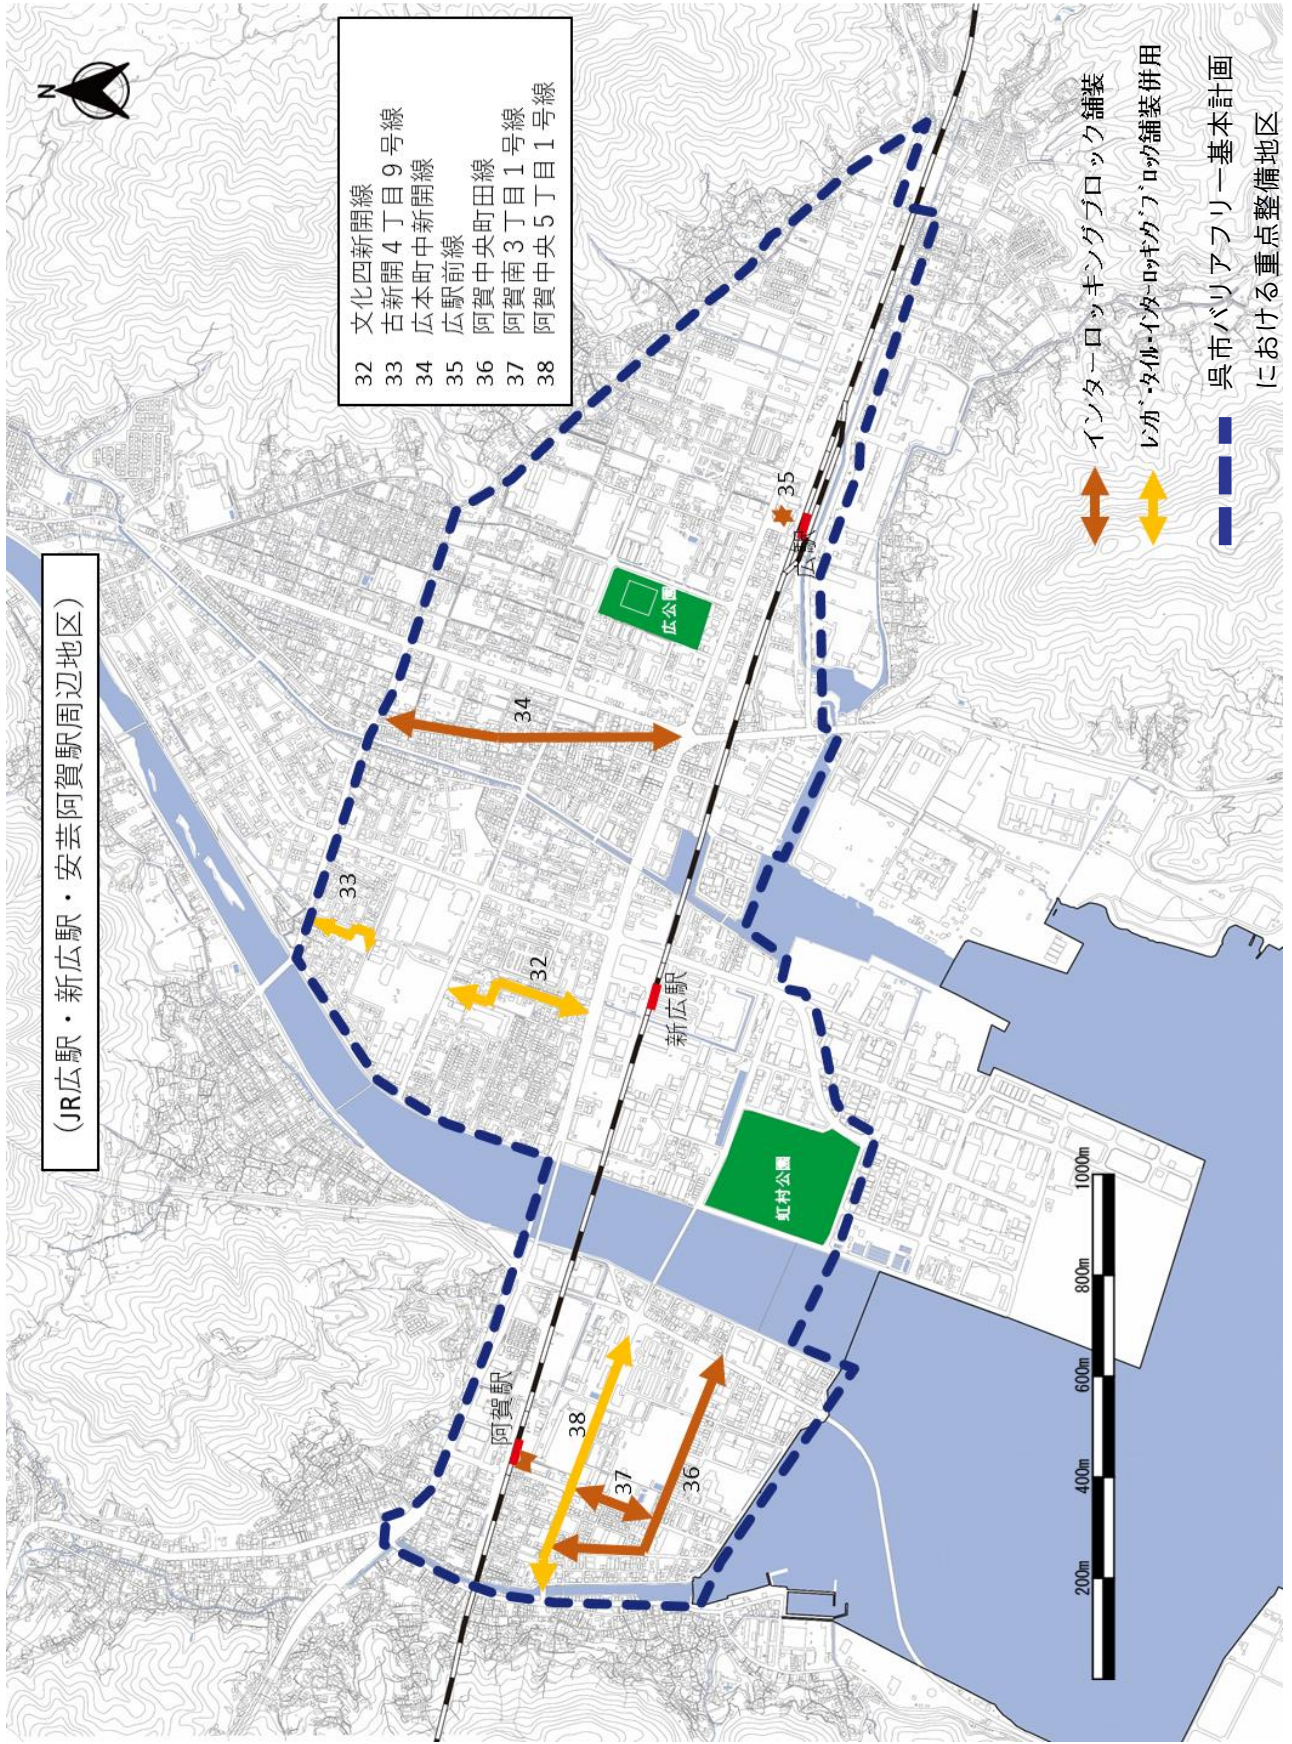 (JR広駅・新広駅・安芸阿賀駅周辺地区)
N
32 文化四新開線
33 古新開4丁目9号線
34 広本町中新開線
35 広駅前線
36 阿賀中央町田線
37 阿賀南3丁目1号線
38 阿賀中央5丁目1号線
33
34
32
35
広公園
広駅
新広駅
阿賀駅
虹村公園
38
37
36
200m 400m 600m 800m 1000m
インターロッキングブロック舗装
レンガ・タイル・インターロッキングブロック舗装併用
呉市バリアフリー基本計画
における重点整備地区